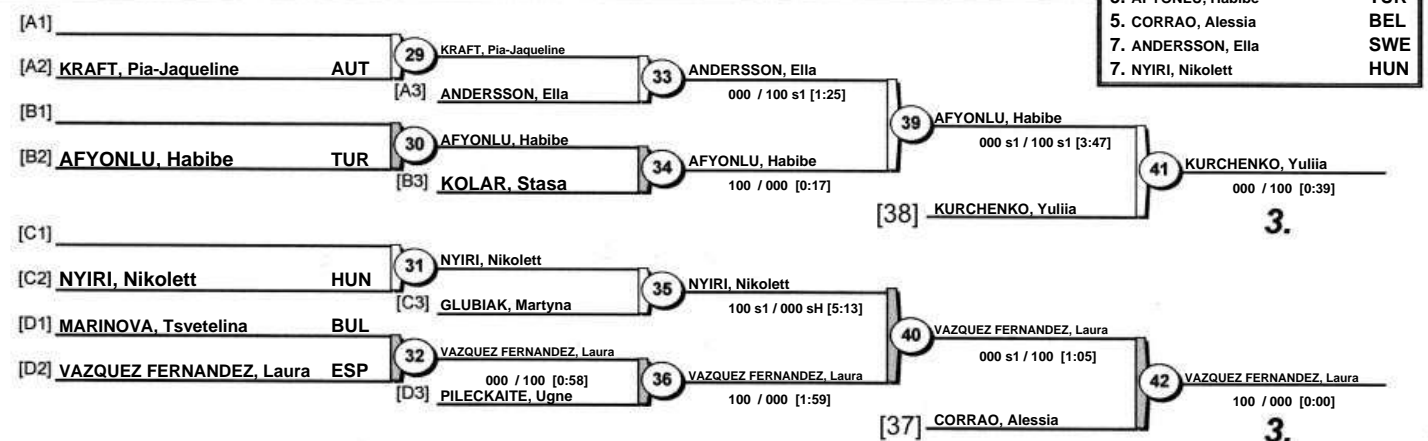 5. CORRAO, Alessia BEL
7. ANDERSSON, Ella SWE
7. NYIRI, Nikolett HUN
[A1]
[A2] KRAFT, Pia-Jaqueline AUT
29
KRAFT, Pia-Jaqueline
[A3] ANDERSSON, Ella
33
ANDERSSON, Ella
000 / 100 s1 [1:25]
[B1]
[B2] AFYONLU, Habibe TUR
30
AFYONLU, Habibe
[B3] KOLAR, Stasa
34
AFYONLU, Habibe
100 / 000 [0:17]
39
AFYONLU, Habibe
000 s1 / 100 s1 [3:47]
[38] KURCHENKO, Yuliia
41
KURCHENKO, Yuliia
000 / 100 [0:39]
3.
[C1]
[C2] NYIRI, Nikolett HUN
31
NYIRI, Nikolett
[C3] GLUBIAK, Martyna
35
NYIRI, Nikolett
100 s1 / 000 sH [5:13]
[D1] MARINOVA, Tsvetelina BUL
[D2] VAZQUEZ FERNANDEZ, Laura ESP
32
VAZQUEZ FERNANDEZ, Laura
000 / 100 [0:58]
[D3] PILECKAITE, Ugne
36
VAZQUEZ FERNANDEZ, Laura
100 / 000 [1:59]
40
VAZQUEZ FERNANDEZ, Laura
000 s1 / 100 [1:05]
[37] CORRAO, Alessia
42
VAZQUEZ FERNANDEZ, Laura
100 / 000 [0:00]
3.